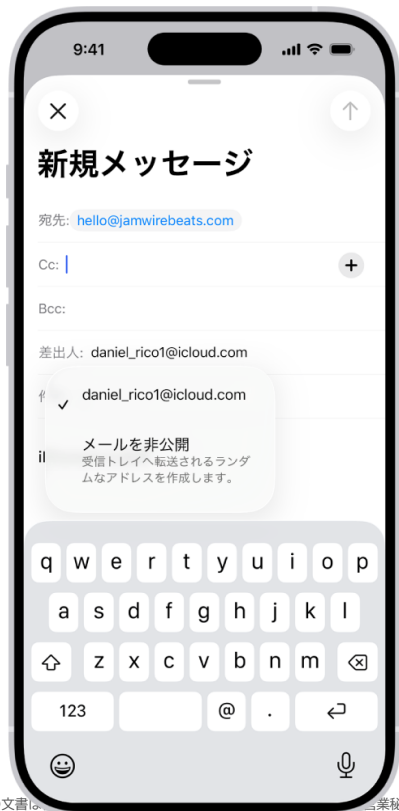 9:41
新規メッセージ
宛先: hello@jamwirebeats.com
Cc:
Bcc:
差出人: daniel_rico1@icloud.com
daniel_rico1@icloud.com
メールを非公開
受信トレイへ転送されるランダ
ムなアドレスを作成します。
q w e r t y u i o p
a s d f g h j k l
z x c v b n m
123 @ .
文書は
業秘